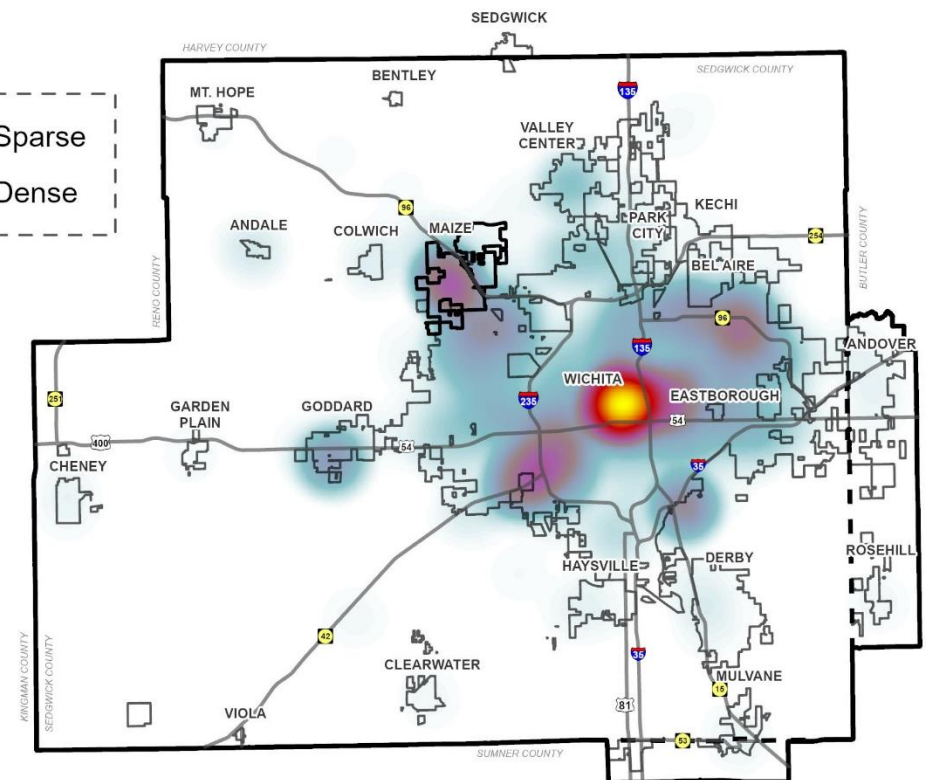 SEDGWICK
HARVEY COUNTY
SEDGWICK COUNTY
BENTLEY
MT. HOPE
135
Sparse
Dense
VALLEY
CENTER
96
KECHI
PARK
CITY
ANDALE
COLWICH
MAIZE
254
BEL AIRE
BUTLER COUNTY
RENO COUNTY
96
135
ANDOVER
WICHITA
EASTBOROUGH
251
235
GARDEN
PLAIN
GODDARD
54
400
54
CHENEY
35
ROSEHILL
HAYSVILLE
DERBY
42
35
KINGMAN COUNTY
SEDGWICK COUNTY
CLEARWATER
MULVANE
15
81
VIOLA
53
SUMNER COUNTY